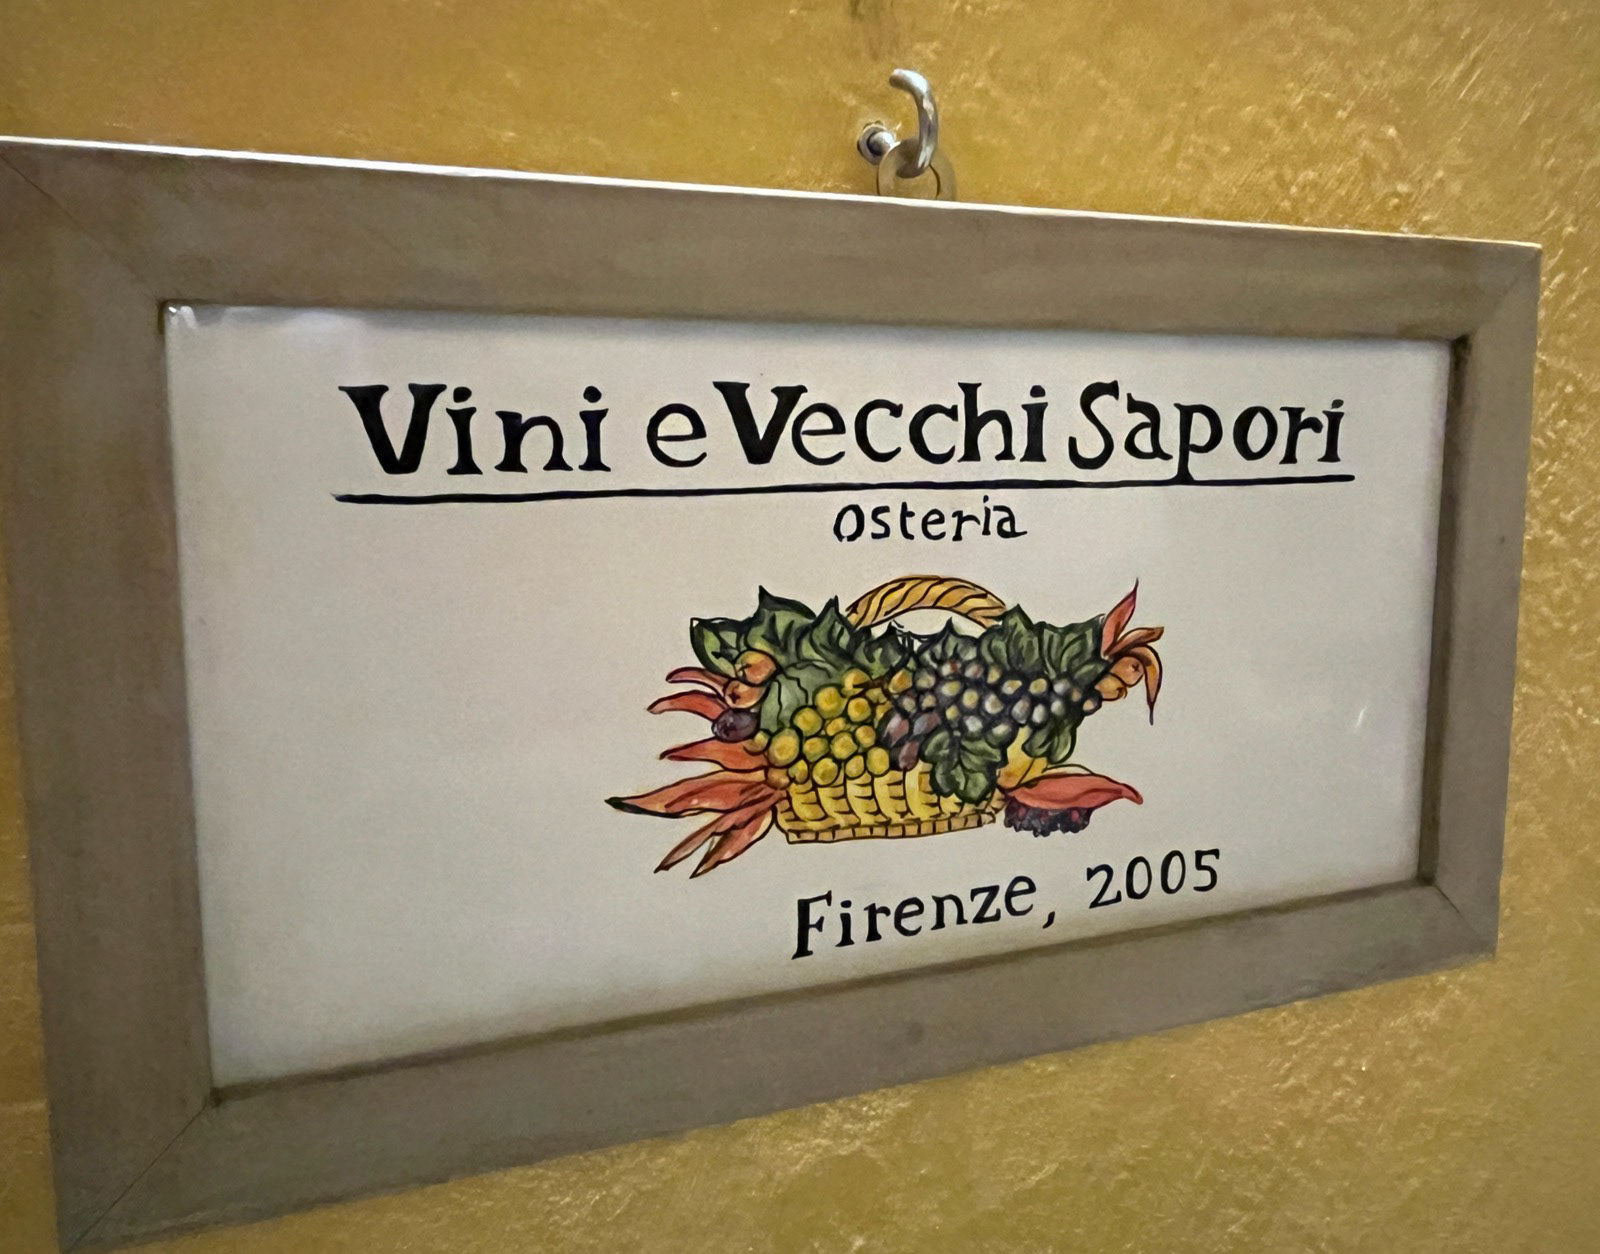 Vini e Vecchi Sapori
Osteria
Firenze, 2005